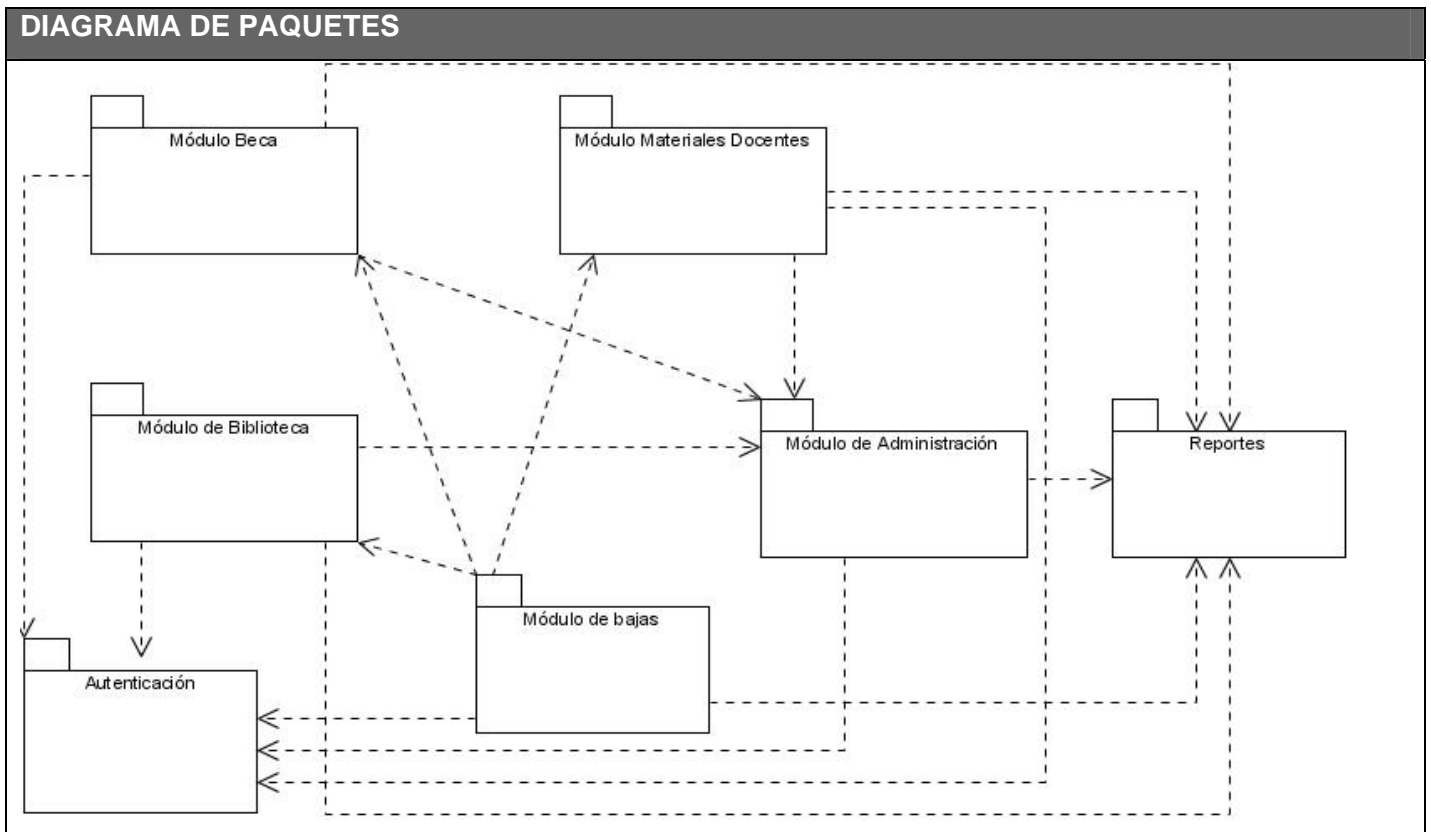 DIAGRAMA DE PAQUETES
Módulo Beca
Módulo Materiales Docentes
Módulo de Biblioteca
Módulo de Administración
Reportes
Módulo de bajas
Autenticación